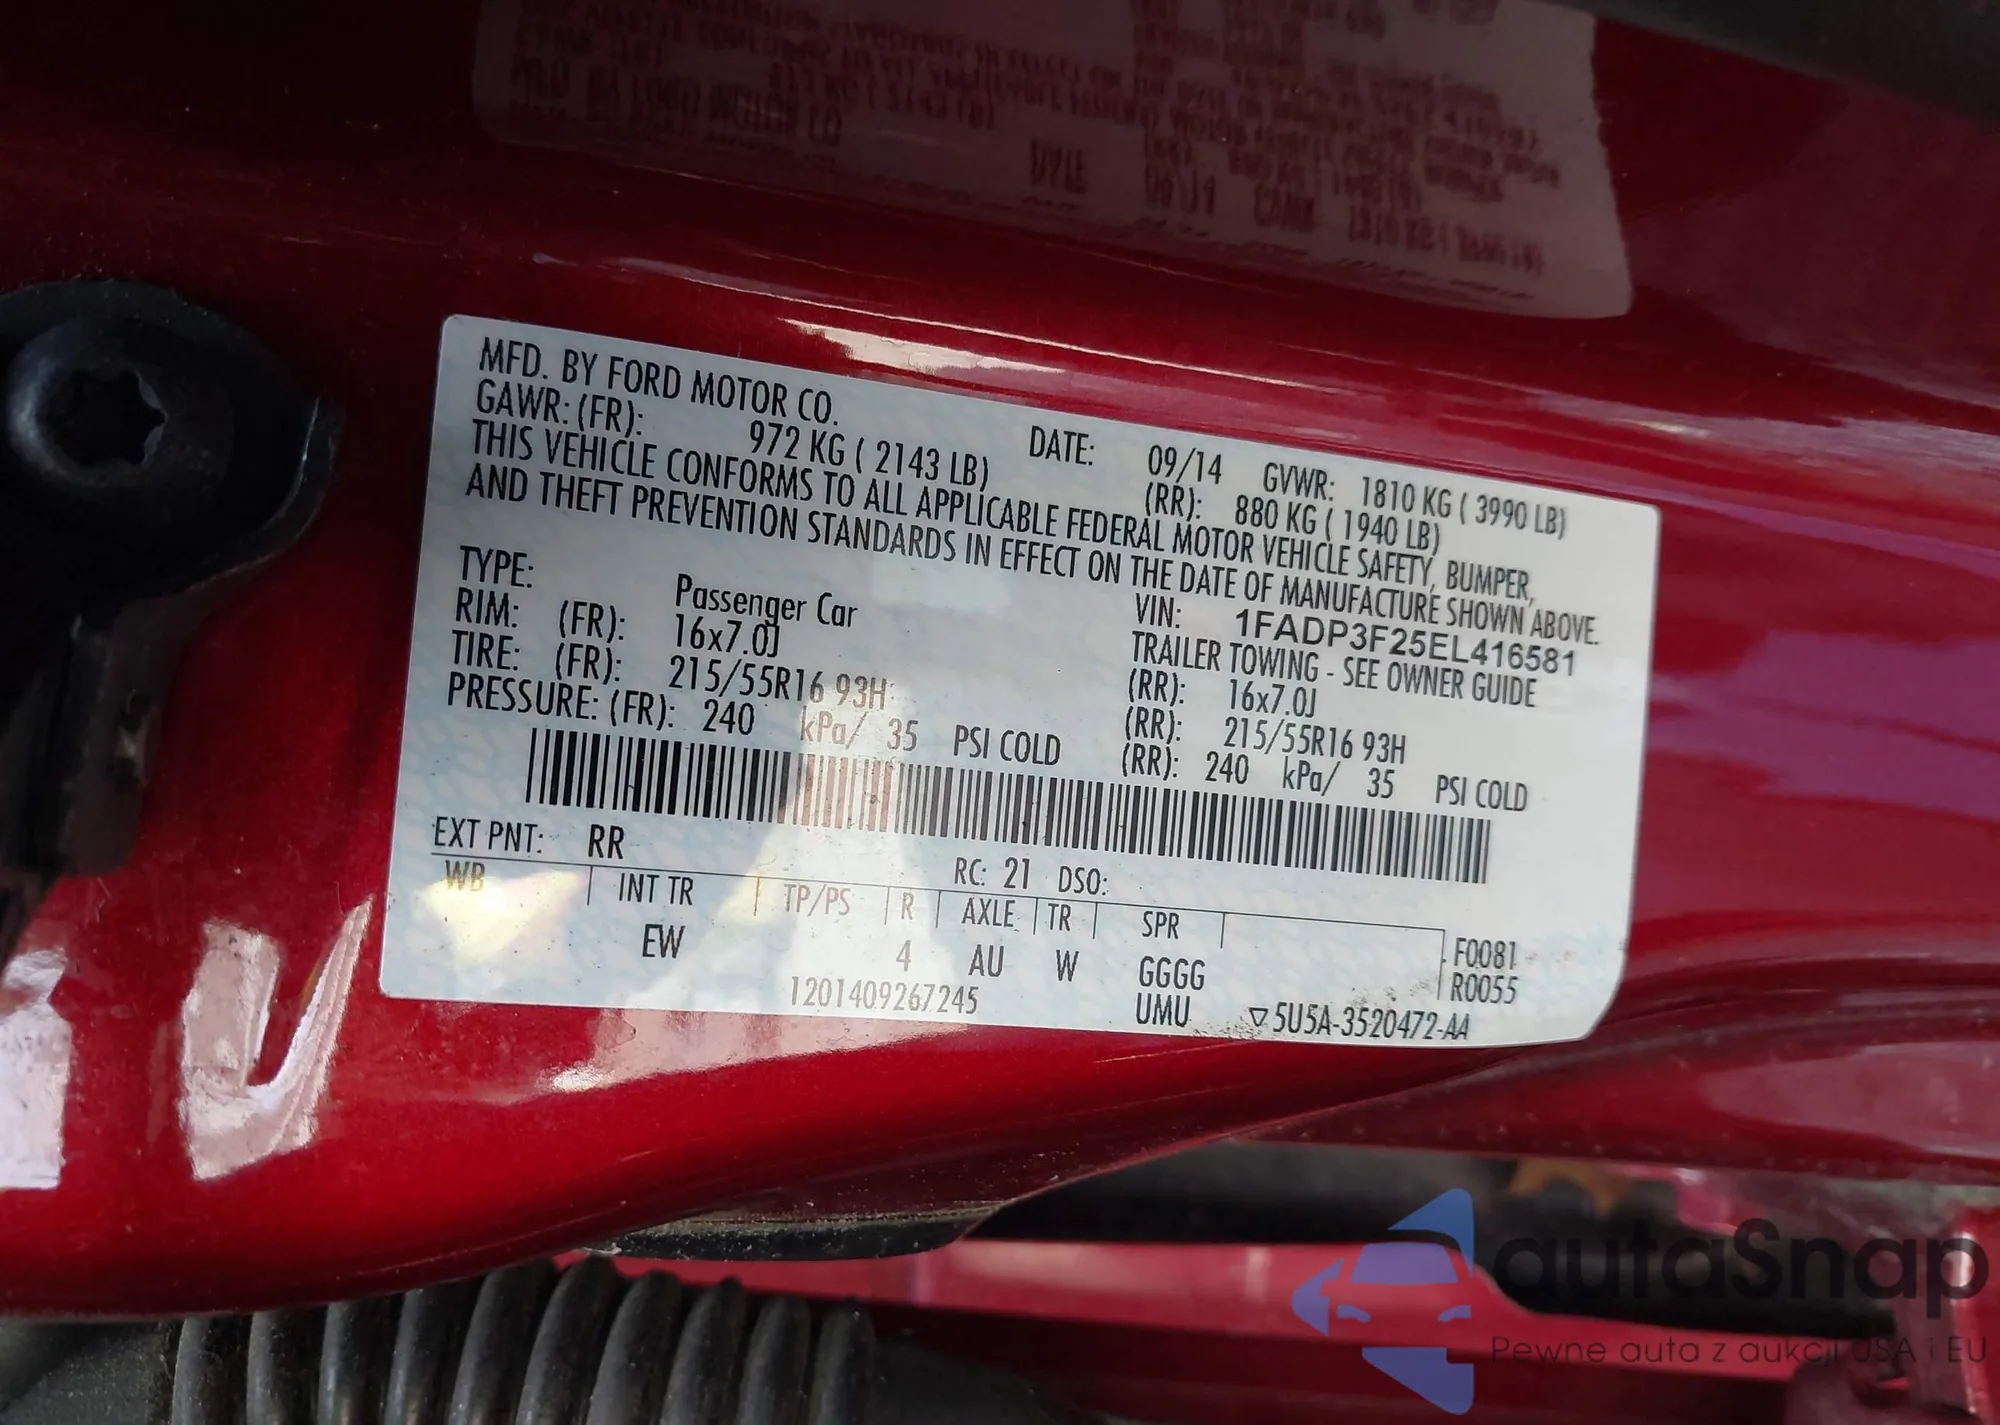 MFD. BY FORD MOTOR CO. DATE: 09/14 GVWR: 1810 KG ( 3990 LB)
GAWR: (FR): 972 KG ( 2143 LB) (RR): 880 KG ( 1940 LB)
THIS VEHICLE CONFORMS TO ALL APPLICABLE FEDERAL MOTOR VEHICLE SAFETY, BUMPER,
AND THEFT PREVENTION STANDARDS IN EFFECT ON THE DATE OF MANUFACTURE SHOWN ABOVE.
VIN: 1FADP3F25EL416581
TYPE: Passenger Car TRAILER TOWING - SEE OWNER GUIDE
RIM: (FR): 16x7.0J (RR): 16x7.0J
TIRE: (FR): 215/55R16 93H (RR): 215/55R16 93H
PRESSURE: (FR): 240 kPa/ 35 PSI COLD (RR): 240 kPa/ 35 PSI COLD
EXT PNT: RR RC: 21 DSO:
WB INT TR TP/PS R AXLE TR SPR F0081
EW 4 AU W GGGG R0055
1201409267245 UMU ▽5U5A-3520472-AA
autaSnap
Pewne auta z aukcji USA i EU